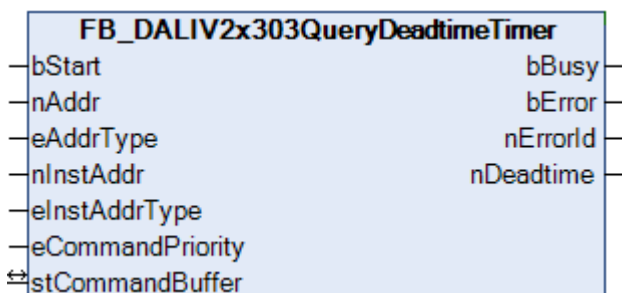 FB_DALIV2x303QueryDeadtimeTimer
bStart bBusy
nAddr bError
eAddrType nErrorId
nInstAddr nDeadtime
eInstAddrType
eCommandPriority
stCommandBuffer